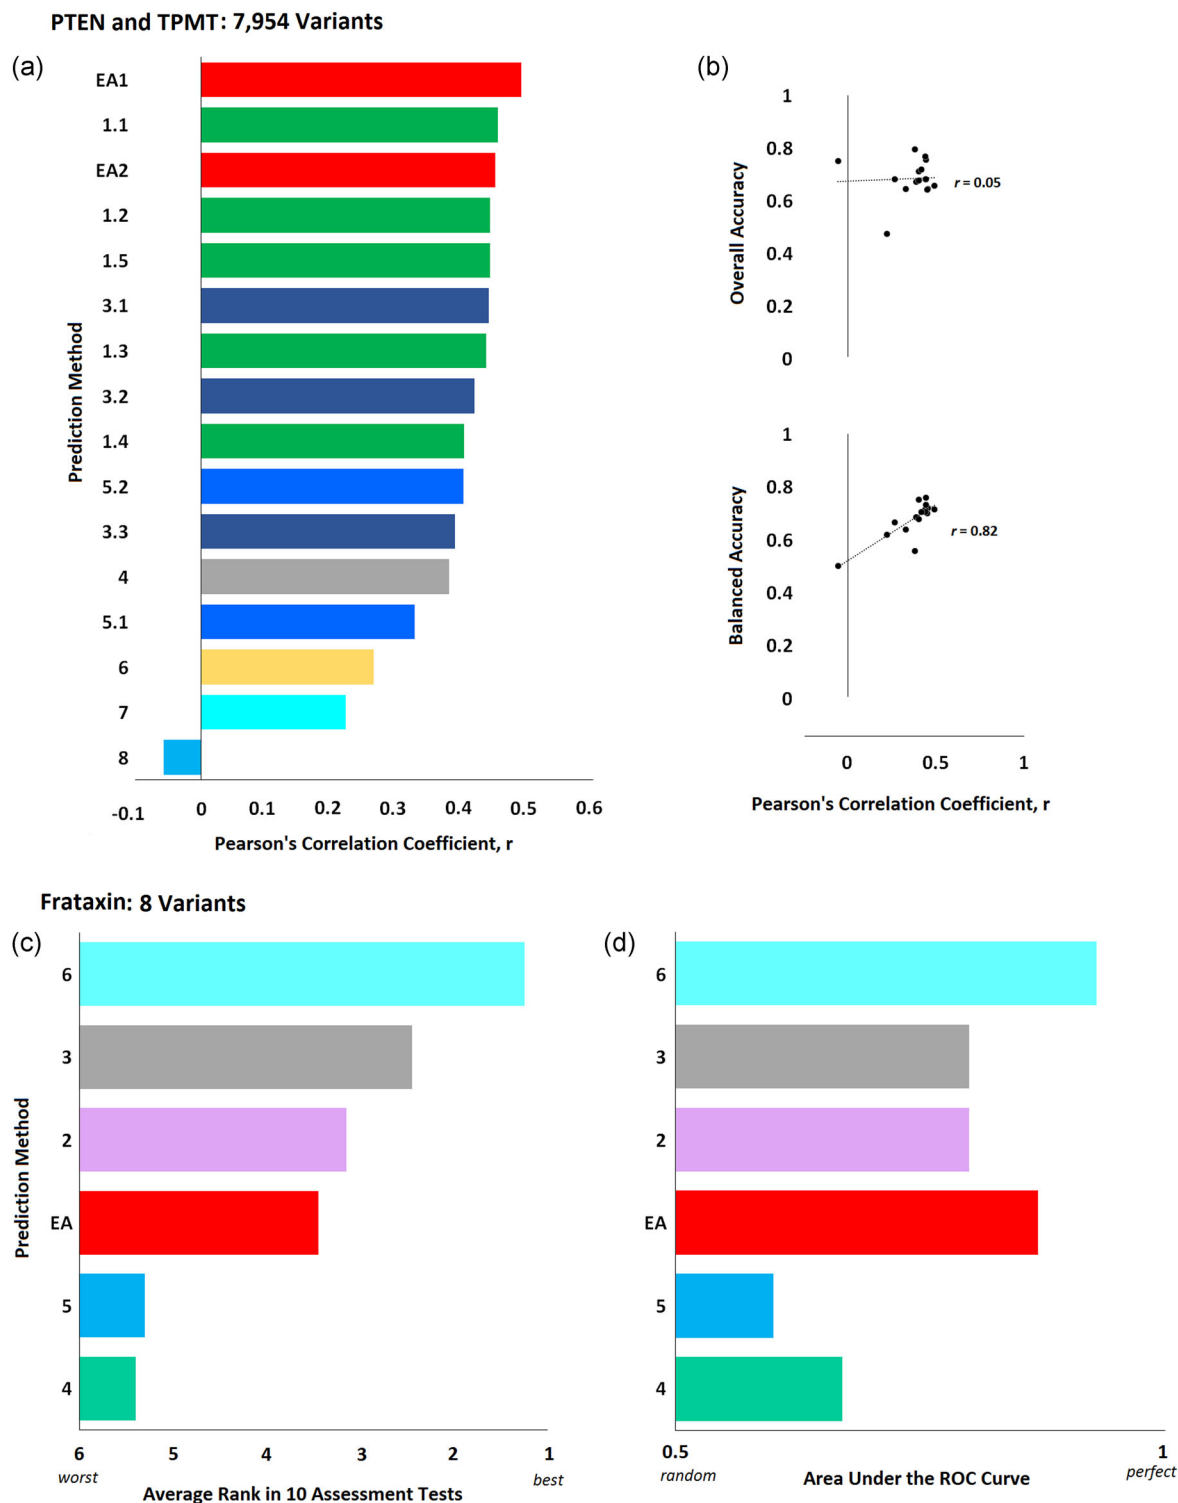 PTEN and TPMT: 7,954 Variants
(a)
EA1
1.1
EA2
1.2
1.5
3.1
1.3
3.2
1.4
5.2
3.3
4
5.1
6
7
8
Prediction Method
-0.1 0 0.1 0.2 0.3 0.4 0.5 0.6
Pearson's Correlation Coefficient, r
(b)
1
0.8
0.6
0.4
0.2
0
Overall Accuracy
r = 0.05
1
0.8
0.6
0.4
0.2
0
Balanced Accuracy
r = 0.82
0 0.5 1
Pearson's Correlation Coefficient, r
Frataxin: 8 Variants
(c)
6
3
2
EA
5
4
Prediction Method
6 5 4 3 2 1
worst best
Average Rank in 10 Assessment Tests
(d)
6
3
2
EA
5
4
0.5 1
random perfect
Area Under the ROC Curve